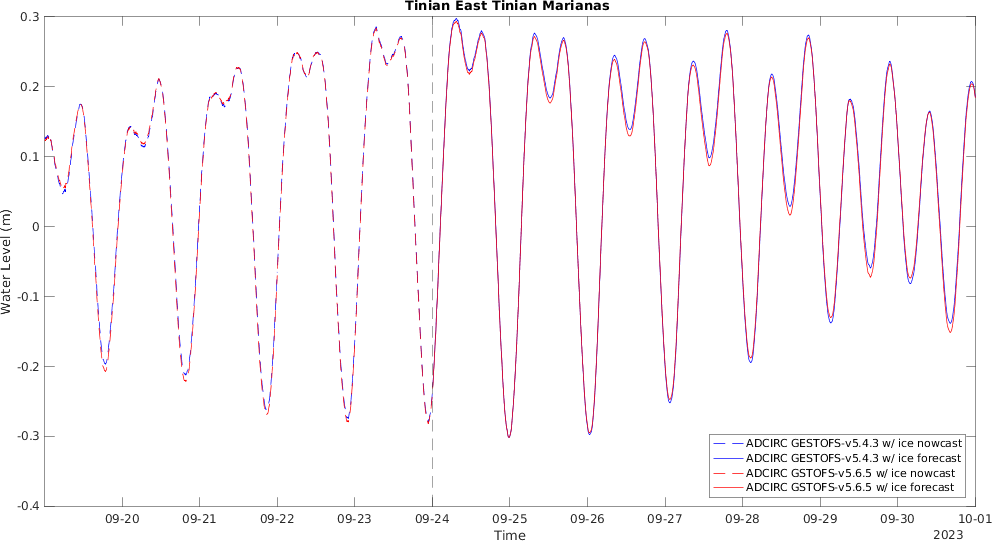 Tinian East Tinian Marianas
0.3
0.2
0.1
0
-0.1
-0.2
-0.3
-0.4
Water Level (m)
ADCIRC GESTOFS-v5.4.3 w/ ice nowcast
ADCIRC GESTOFS-v5.4.3 w/ ice forecast
ADCIRC GSTOFS-v5.6.5 w/ ice nowcast
ADCIRC GSTOFS-v5.6.5 w/ ice forecast
09-20 09-21 09-22 09-23 09-24 09-25 09-26 09-27 09-28 09-29 09-30 10-01
Time
2023